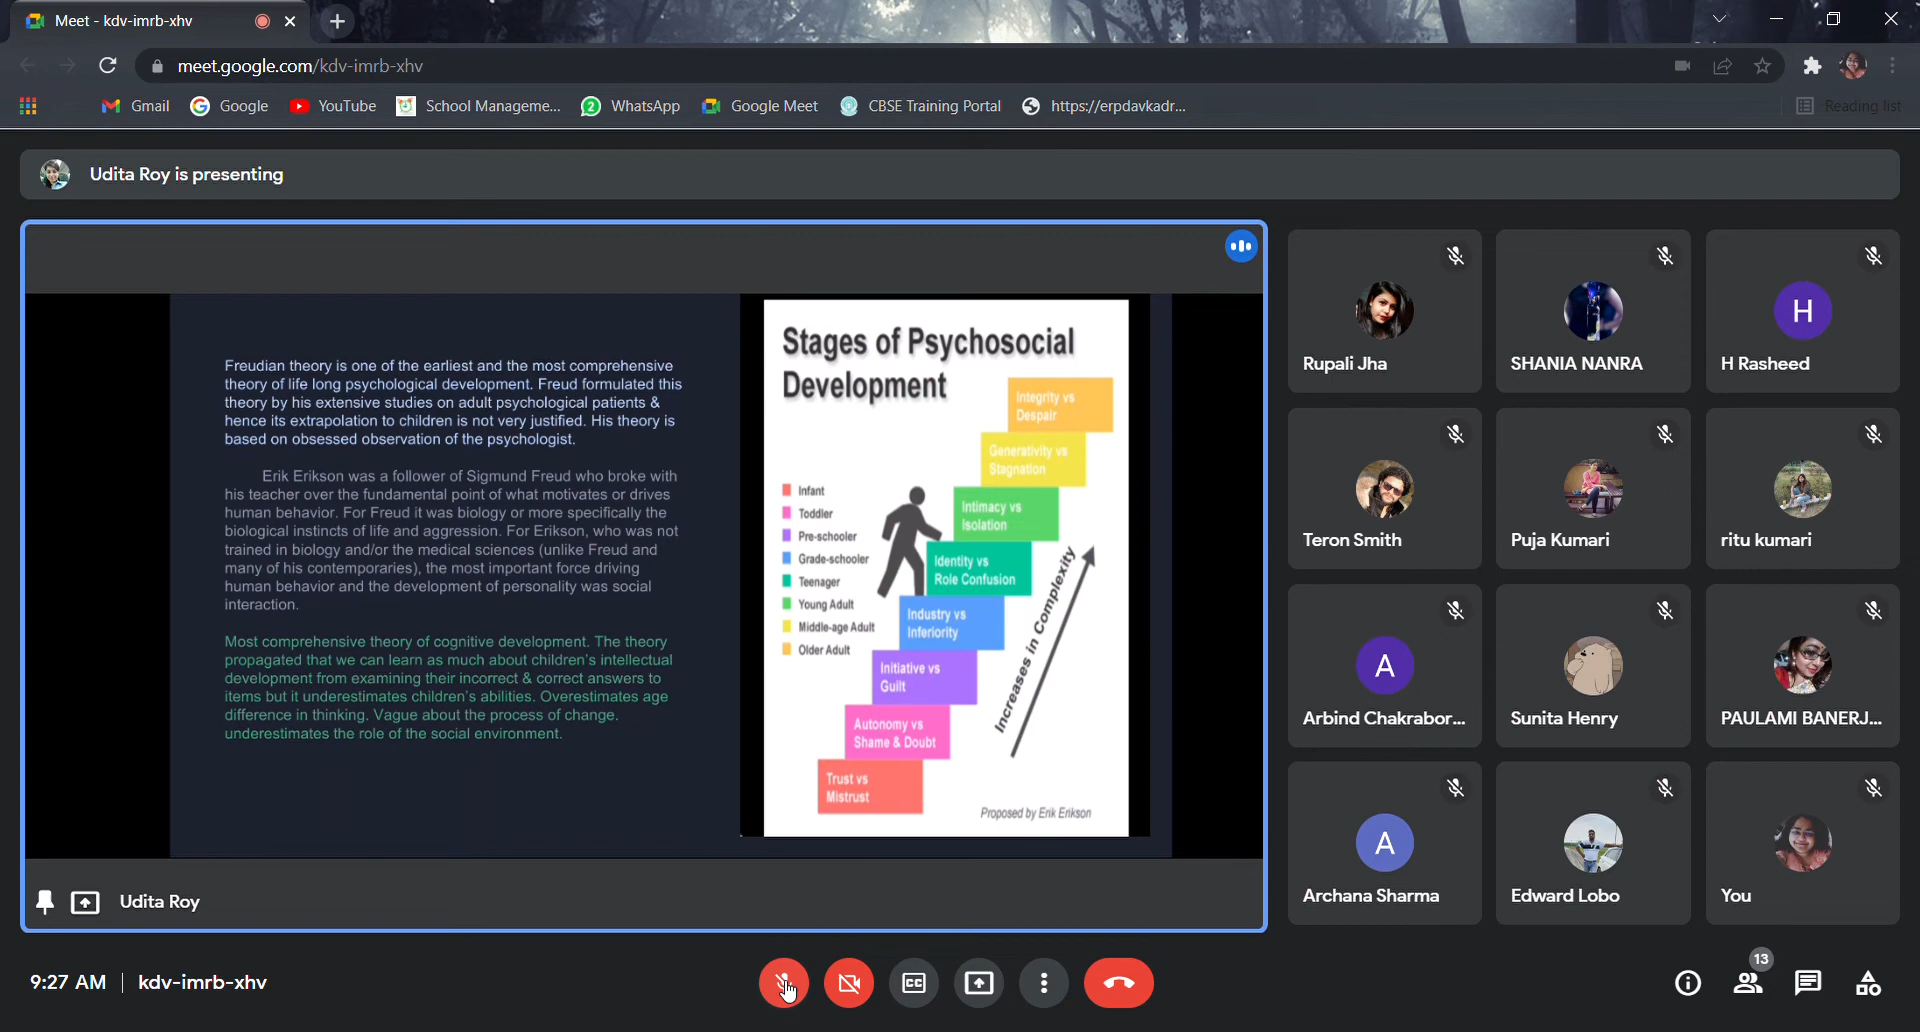 Meet - kdv-imrb-xhv
meet.google.com/kdv-imrb-xhv
Gmail
Google
YouTube
School Manageme...
2
WhatsApp
Google Meet
CBSE Training Portal
https://erpdavkadr...
Reading list
Udita Roy is presenting
Freudian theory is one of the earliest and the most comprehensive
theory of life long psychological development. Freud formulated this
theory by his extensive studies on adult psychological patients &
hence its extrapolation to children is not very justified. His theory is
based on obsessed observation of the psychologist.
Erik Erikson was a follower of Sigmund Freud who broke with
his teacher over the fundamental point of what motivates or drives
human behavior. For Freud it was biology or more specifically the
biological instincts of life and aggression. For Erikson, who was not
trained in biology and/or the medical sciences (unlike Freud and
many of his contemporaries), the most important force driving
human behavior and the development of personality was social
interaction.
Most comprehensive theory of cognitive development. The theory
propagated that we can learn as much about children's intellectual
development from examining their incorrect & correct answers to
items but it underestimates children's abilities. Overestimates age
difference in thinking. Vague about the process of change.
underestimates the role of the social environment.
Stages of Psychosocial
Development
Integrity vs
Despair
Generativity vs
Stagnation
Intimacy vs
Isolation
Identity vs
Role Confusion
Industry vs
Inferiority
Initiative vs
Guilt
Autonomy vs
Shame & Doubt
Trust vs
Mistrust
Infant
Toddler
Pre-schooler
Grade-schooler
Teenager
Young Adult
Middle-age Adult
Older Adult
Increases in Complexity
Proposed by Erik Erikson
Udita Roy
Rupali Jha
SHANIA NANRA
H
H Rasheed
Teron Smith
Puja Kumari
ritu kumari
A
Arbind Chakrabor...
Sunita Henry
PAULAMI BANERJ...
A
Archana Sharma
Edward Lobo
You
9:27 AM
kdv-imrb-xhv
CC
13